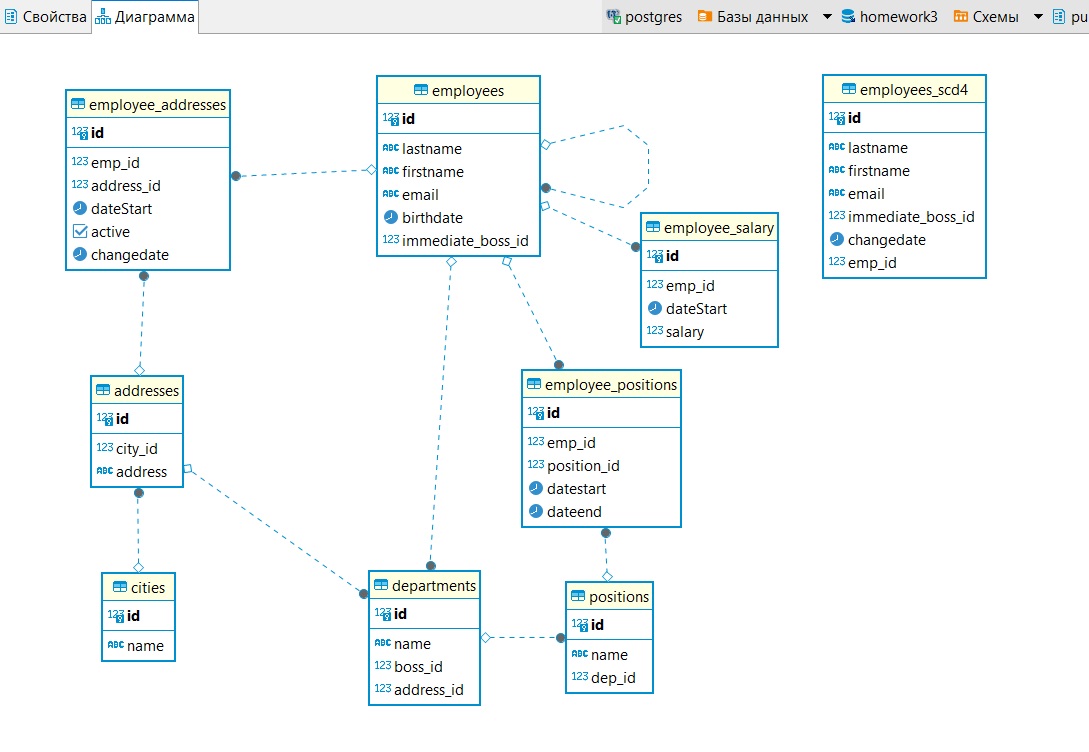 Свойства Диаграмма postgres Базы данных homework3 Схемы pu
employee_addresses
123 id
123 emp_id
123 address_id
dateStart
active
changedate
employees
123 id
ABC lastname
ABC firstname
ABC email
birthdate
123 immediate_boss_id
employees_scd4
123 id
ABC lastname
ABC firstname
ABC email
123 immediate_boss_id
changedate
123 emp_id
employee_salary
123 id
123 emp_id
dateStart
123 salary
addresses
123 id
123 city_id
ABC address
employee_positions
123 id
123 emp_id
123 position_id
datestart
dateend
cities
123 id
ABC name
departments
123 id
ABC name
123 boss_id
123 address_id
positions
123 id
ABC name
123 dep_id